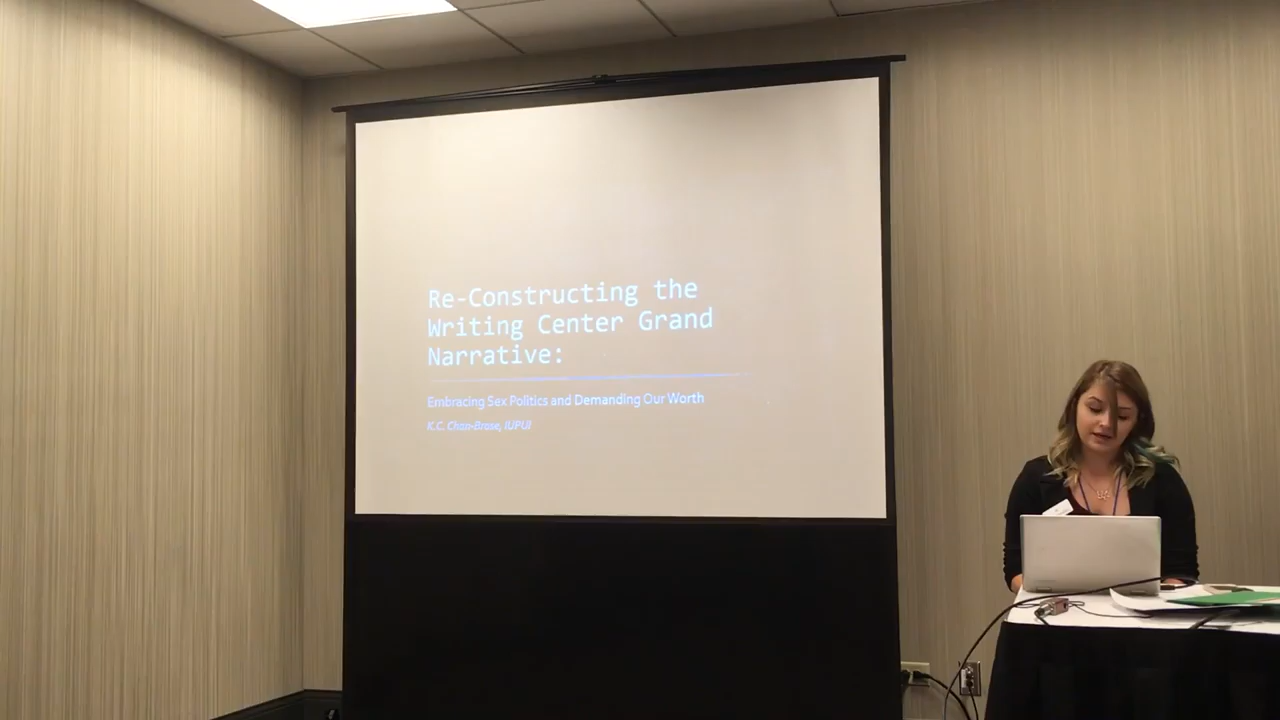 Re-Constructing the
Writing Center Grand
Narrative:
Embracing Sex Politics and Demanding Our Worth
K.C. Chan-Brose, IUPUI